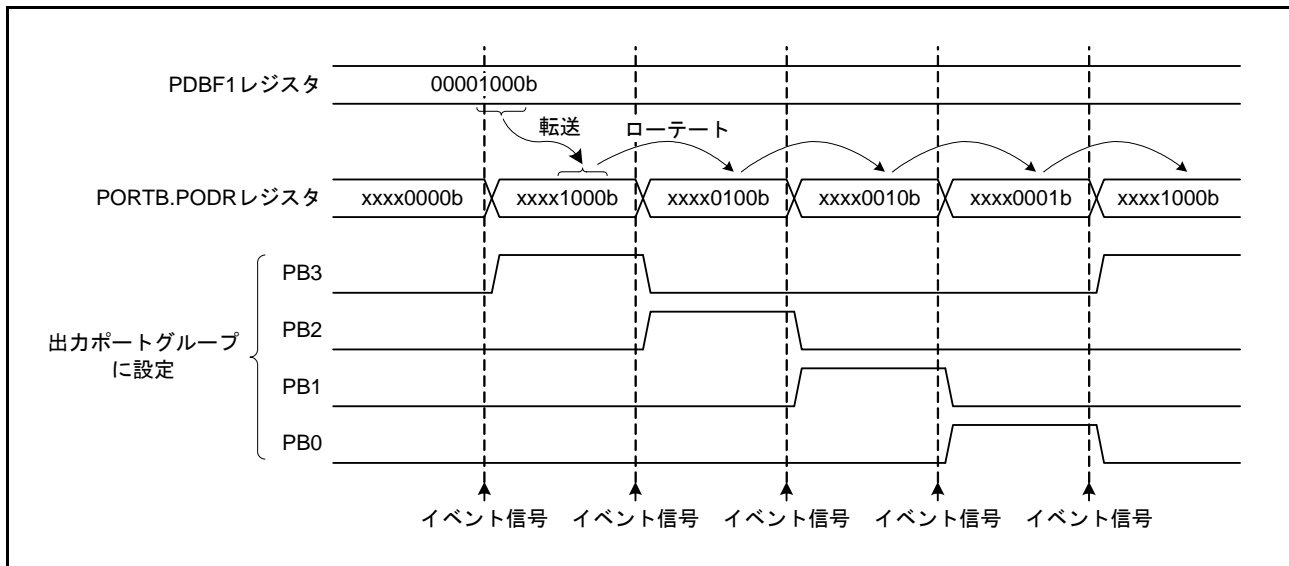 PDBF1レジスタ
00001000b
転送
ローテート
PORTB.PODRレジスタ
xxxx0000b
xxxx1000b
xxxx0100b
xxxx0010b
xxxx0001b
xxxx1000b
出力ポートグループ
に設定
PB3
PB2
PB1
PB0
イベント信号
イベント信号
イベント信号
イベント信号
イベント信号